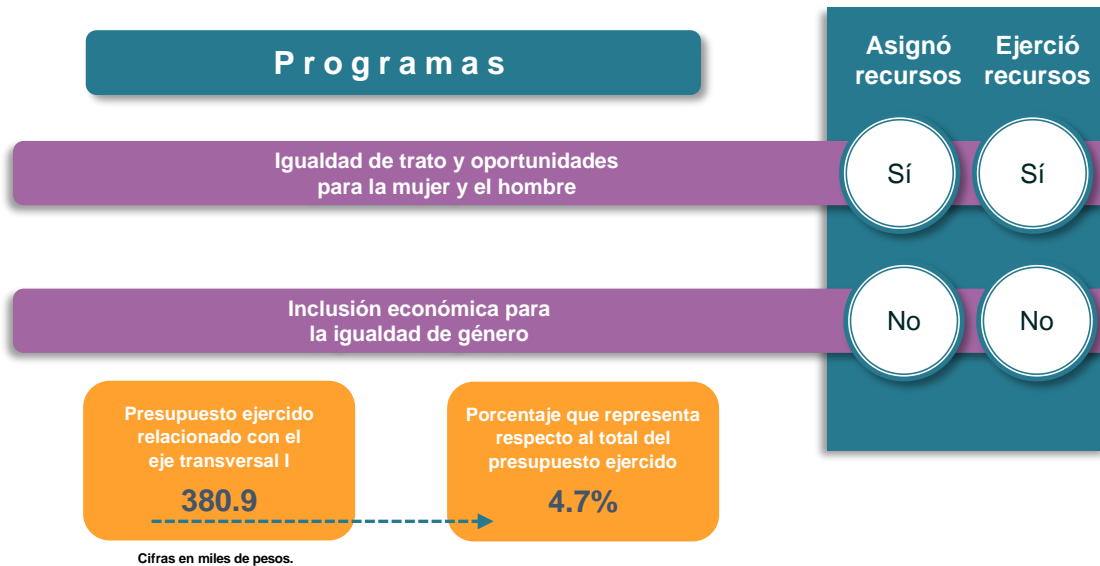 Programas
Asignó
recursos
Ejerció
recursos
Igualdad de trato y oportunidades
para la mujer y el hombre
Sí
Sí
Inclusión económica para
la igualdad de género
No
No
Presupuesto ejercido
relacionado con el
eje transversal I
380.9
Porcentaje que representa
respecto al total del
presupuesto ejercido
4.7%
Cifras en miles de pesos.